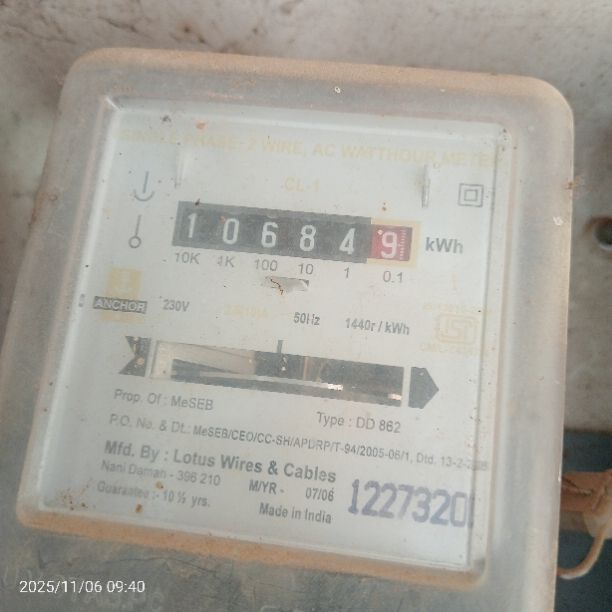 SINGLE PHASE- 2 WIRE, AC WATTHOUR METER
CL-1
1 0 6 8 4 9 kWh
10K 1K 100 10 1 0.1
ANCHOR 230V 50Hz 1440r / kWh
Prop. Of : MeSEB Type : DD 862
P.O. No. & Dt.: MeSEB/CEO/CC-SH/APDRP/T-94/2005-06/1, Dtd. 13-2-
Mfd. By : Lotus Wires & Cables
Nani Daman - 396 210 M/YR - 07/06
Guarantee :- 10 ½ yrs. Made in India
1227320
2025/11/06 09:40